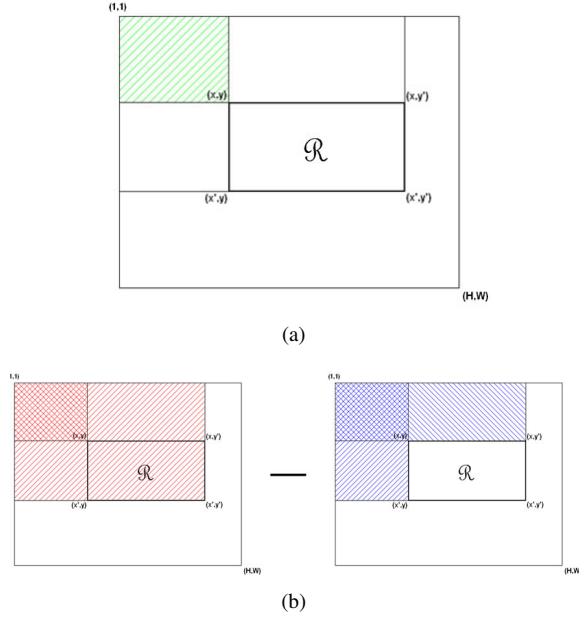 (1,1)
(x,y) (x,y')
ℛ
(x',y) (x',y')
(H,W)
(a)
1,1) (1,1)
(x,y) (x,y') (x,y) (x,y')
ℛ − ℛ
(x',y) (x',y') (x',y) (x',y')
(H,W) (H,W
(b)